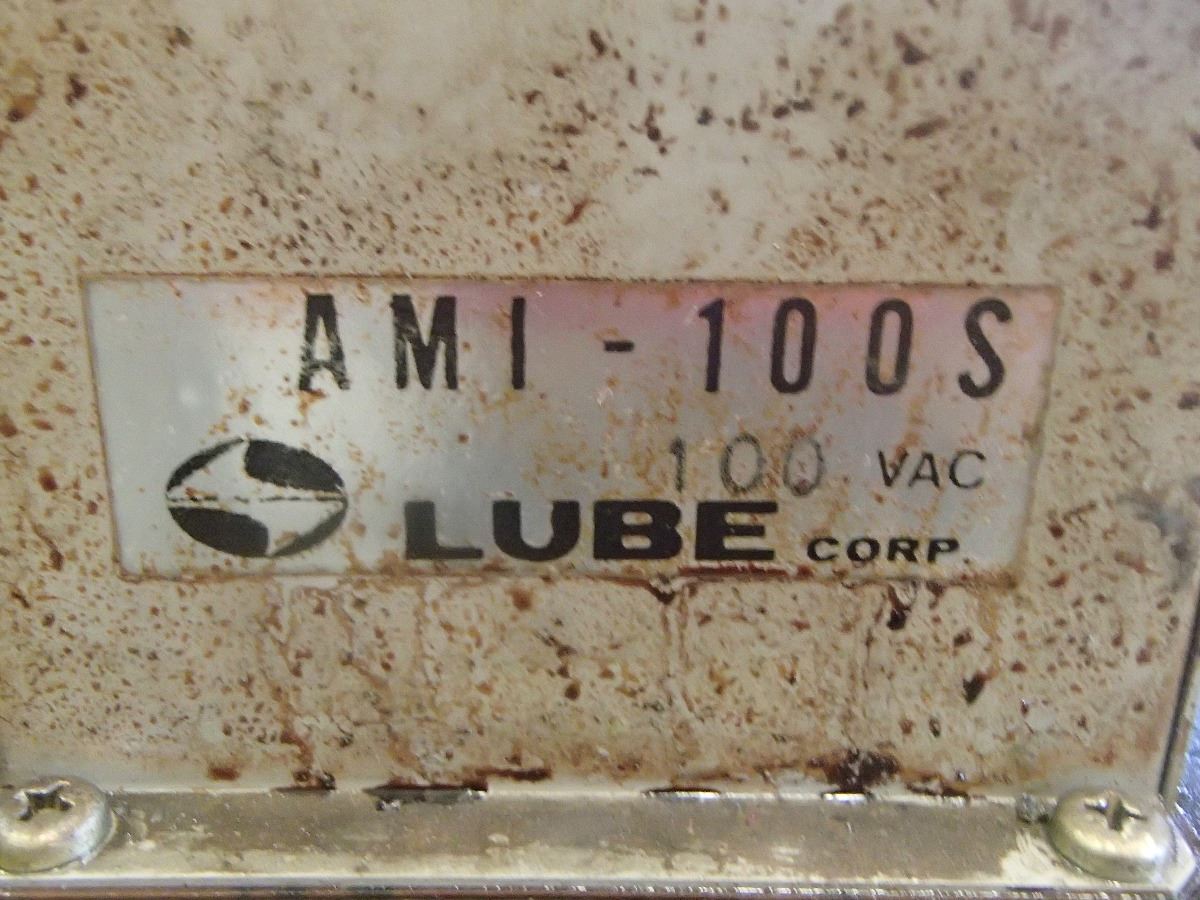 AMI-100S
100 VAC
LUBE CORP.